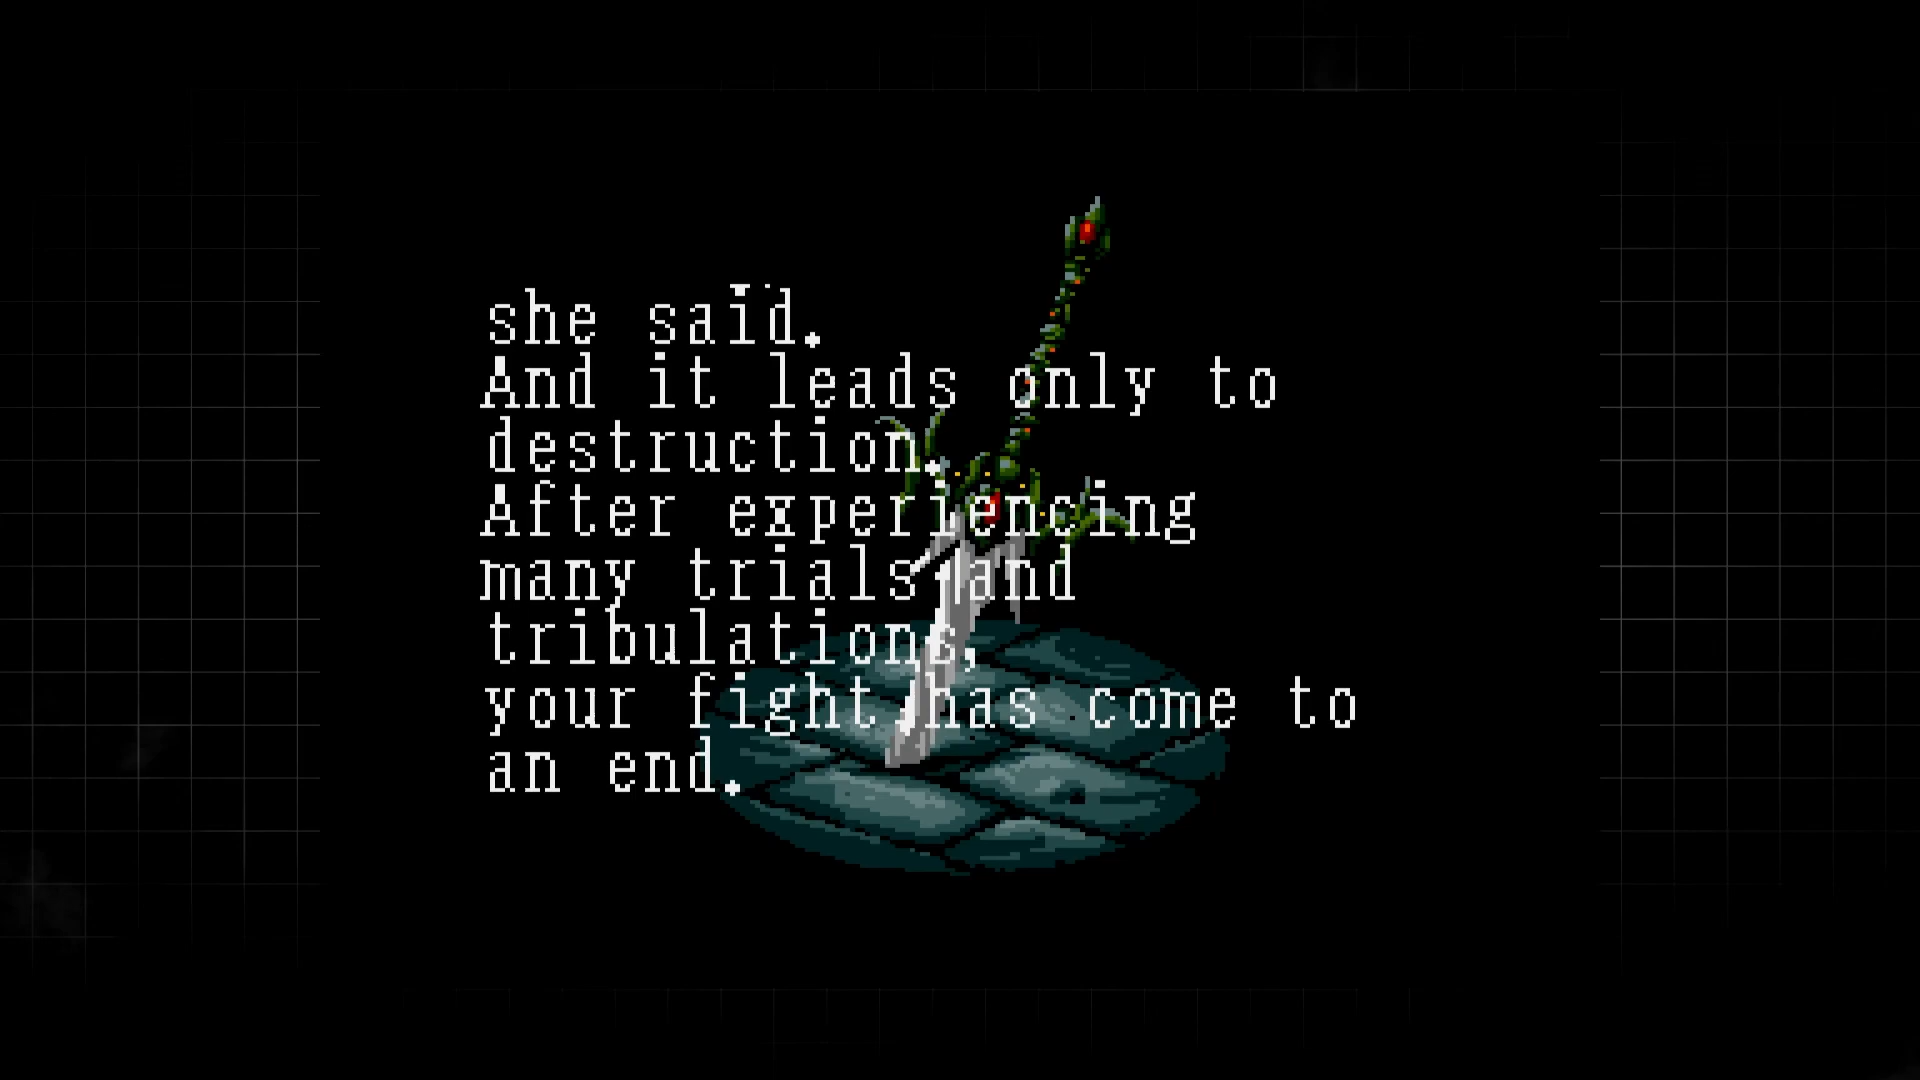 she said.
And it leads only to
destruction.
After experiencing
many trials and
tribulations,
your fight has come to
an end.